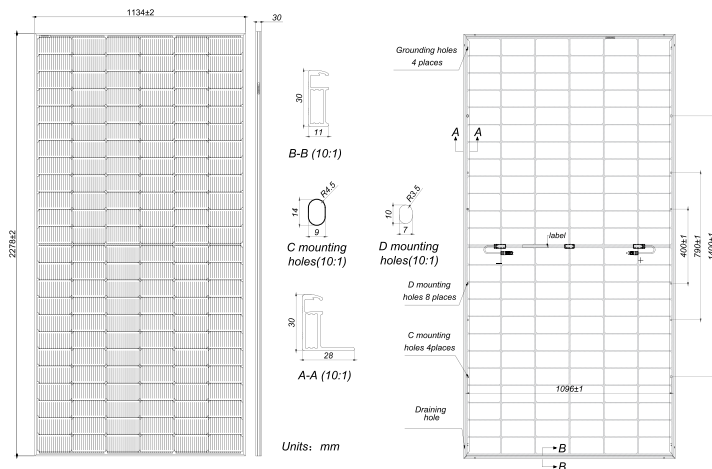 1134±2
30
2278±2
30
11
B-B (10:1)
R4.5
14
9
C mounting
holes(10:1)
R3.5
10
7
D mounting
holes(10:1)
30
28
A-A (10:1)
Units: mm
Grounding holes
4 places
A A
label
- +
D mounting
holes 8 places
C mounting
holes 4places
Draining
hole
1096±1
400±1
790±1
1400±1
B
B